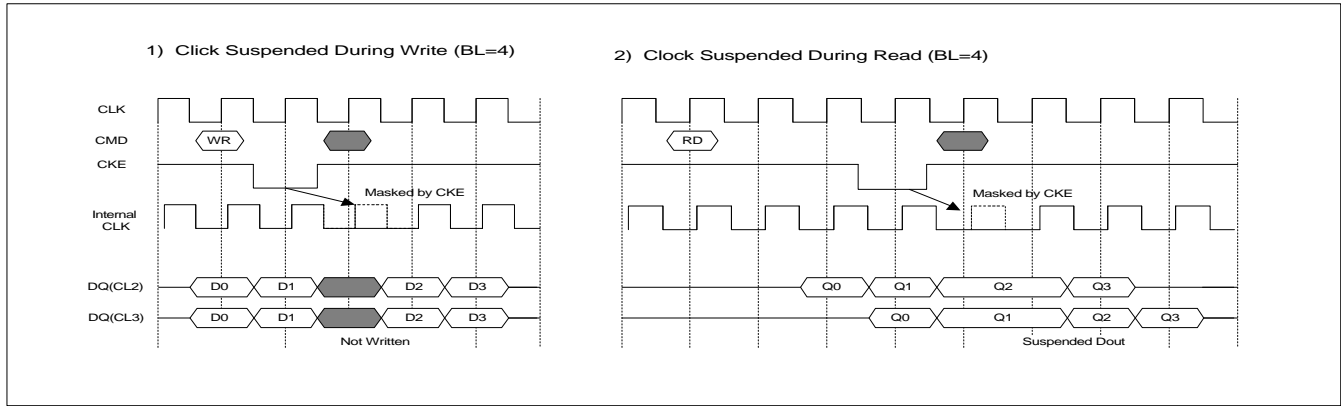 1) Click Suspended During Write (BL=4)
2) Clock Suspended During Read (BL=4)
CLK
CMD
WR
RD
CKE
Masked by CKE
Masked by CKE
Internal
CLK
DQ(CL2)
D0 D1 D2 D3
Q0 Q1 Q2 Q3
DQ(CL3)
D0 D1 D2 D3
Q0 Q1 Q2 Q3
Not Written
Suspended Dout